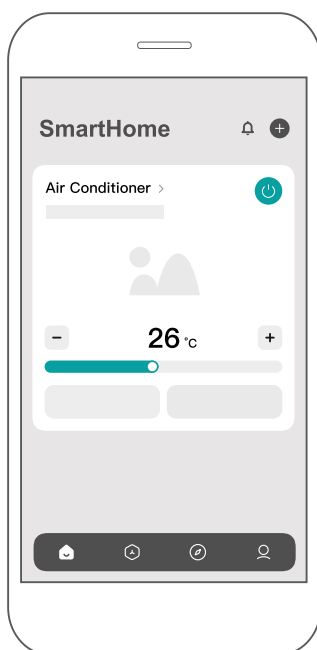 SmartHome
Air Conditioner >
− 26 °C +